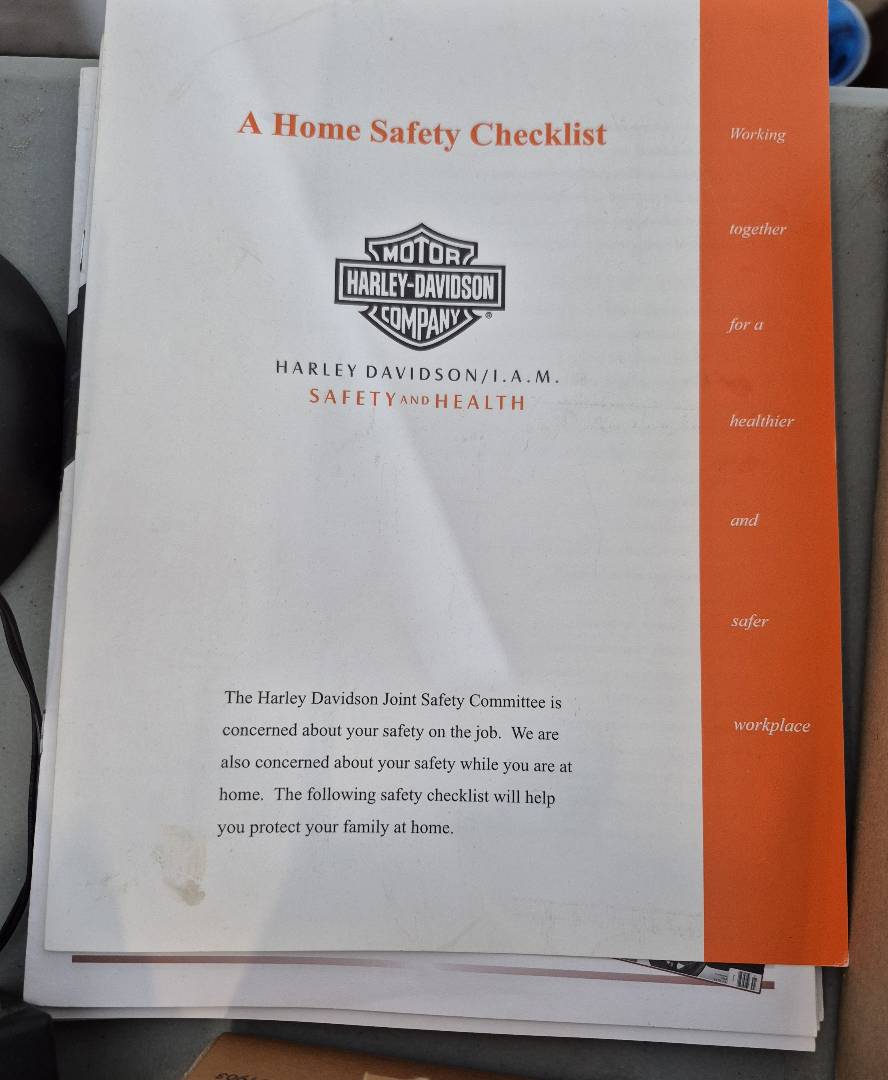 A Home Safety Checklist
MOTOR
HARLEY-DAVIDSON
COMPANY
®
HARLEY DAVIDSON/I.A.M.
SAFETY AND HEALTH
The Harley Davidson Joint Safety Committee is
concerned about your safety on the job.  We are
also concerned about your safety while you are at
home.  The following safety checklist will help
you protect your family at home.
Working
together
for a
healthier
and
safer
workplace